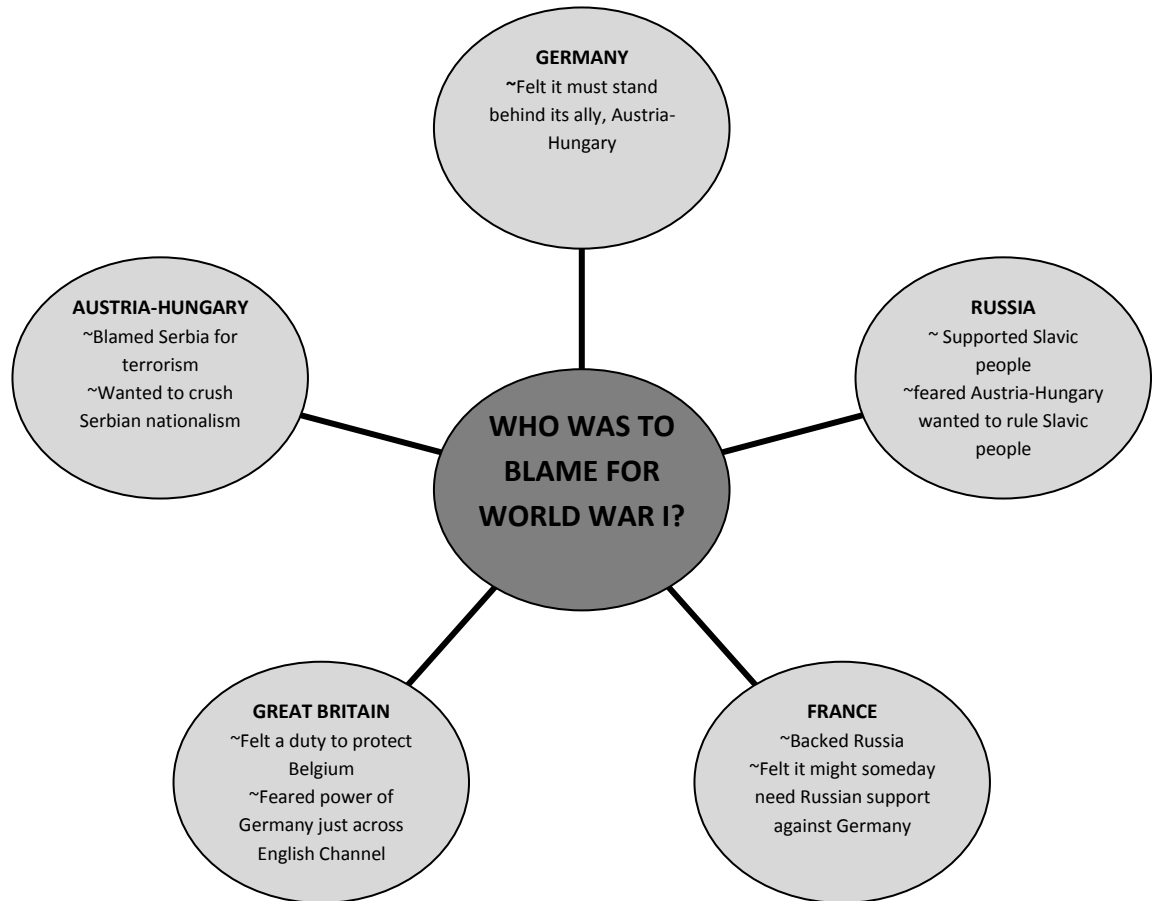 GERMANY
~Felt it must stand
behind its ally, Austria-
Hungary
AUSTRIA-HUNGARY
~Blamed Serbia for
terrorism
~Wanted to crush
Serbian nationalism
RUSSIA
~ Supported Slavic
people
~feared Austria-Hungary
wanted to rule Slavic
people
WHO WAS TO
BLAME FOR
WORLD WAR I?
GREAT BRITAIN
~Felt a duty to protect
Belgium
~Feared power of
Germany just across
English Channel
FRANCE
~Backed Russia
~Felt it might someday
need Russian support
against Germany